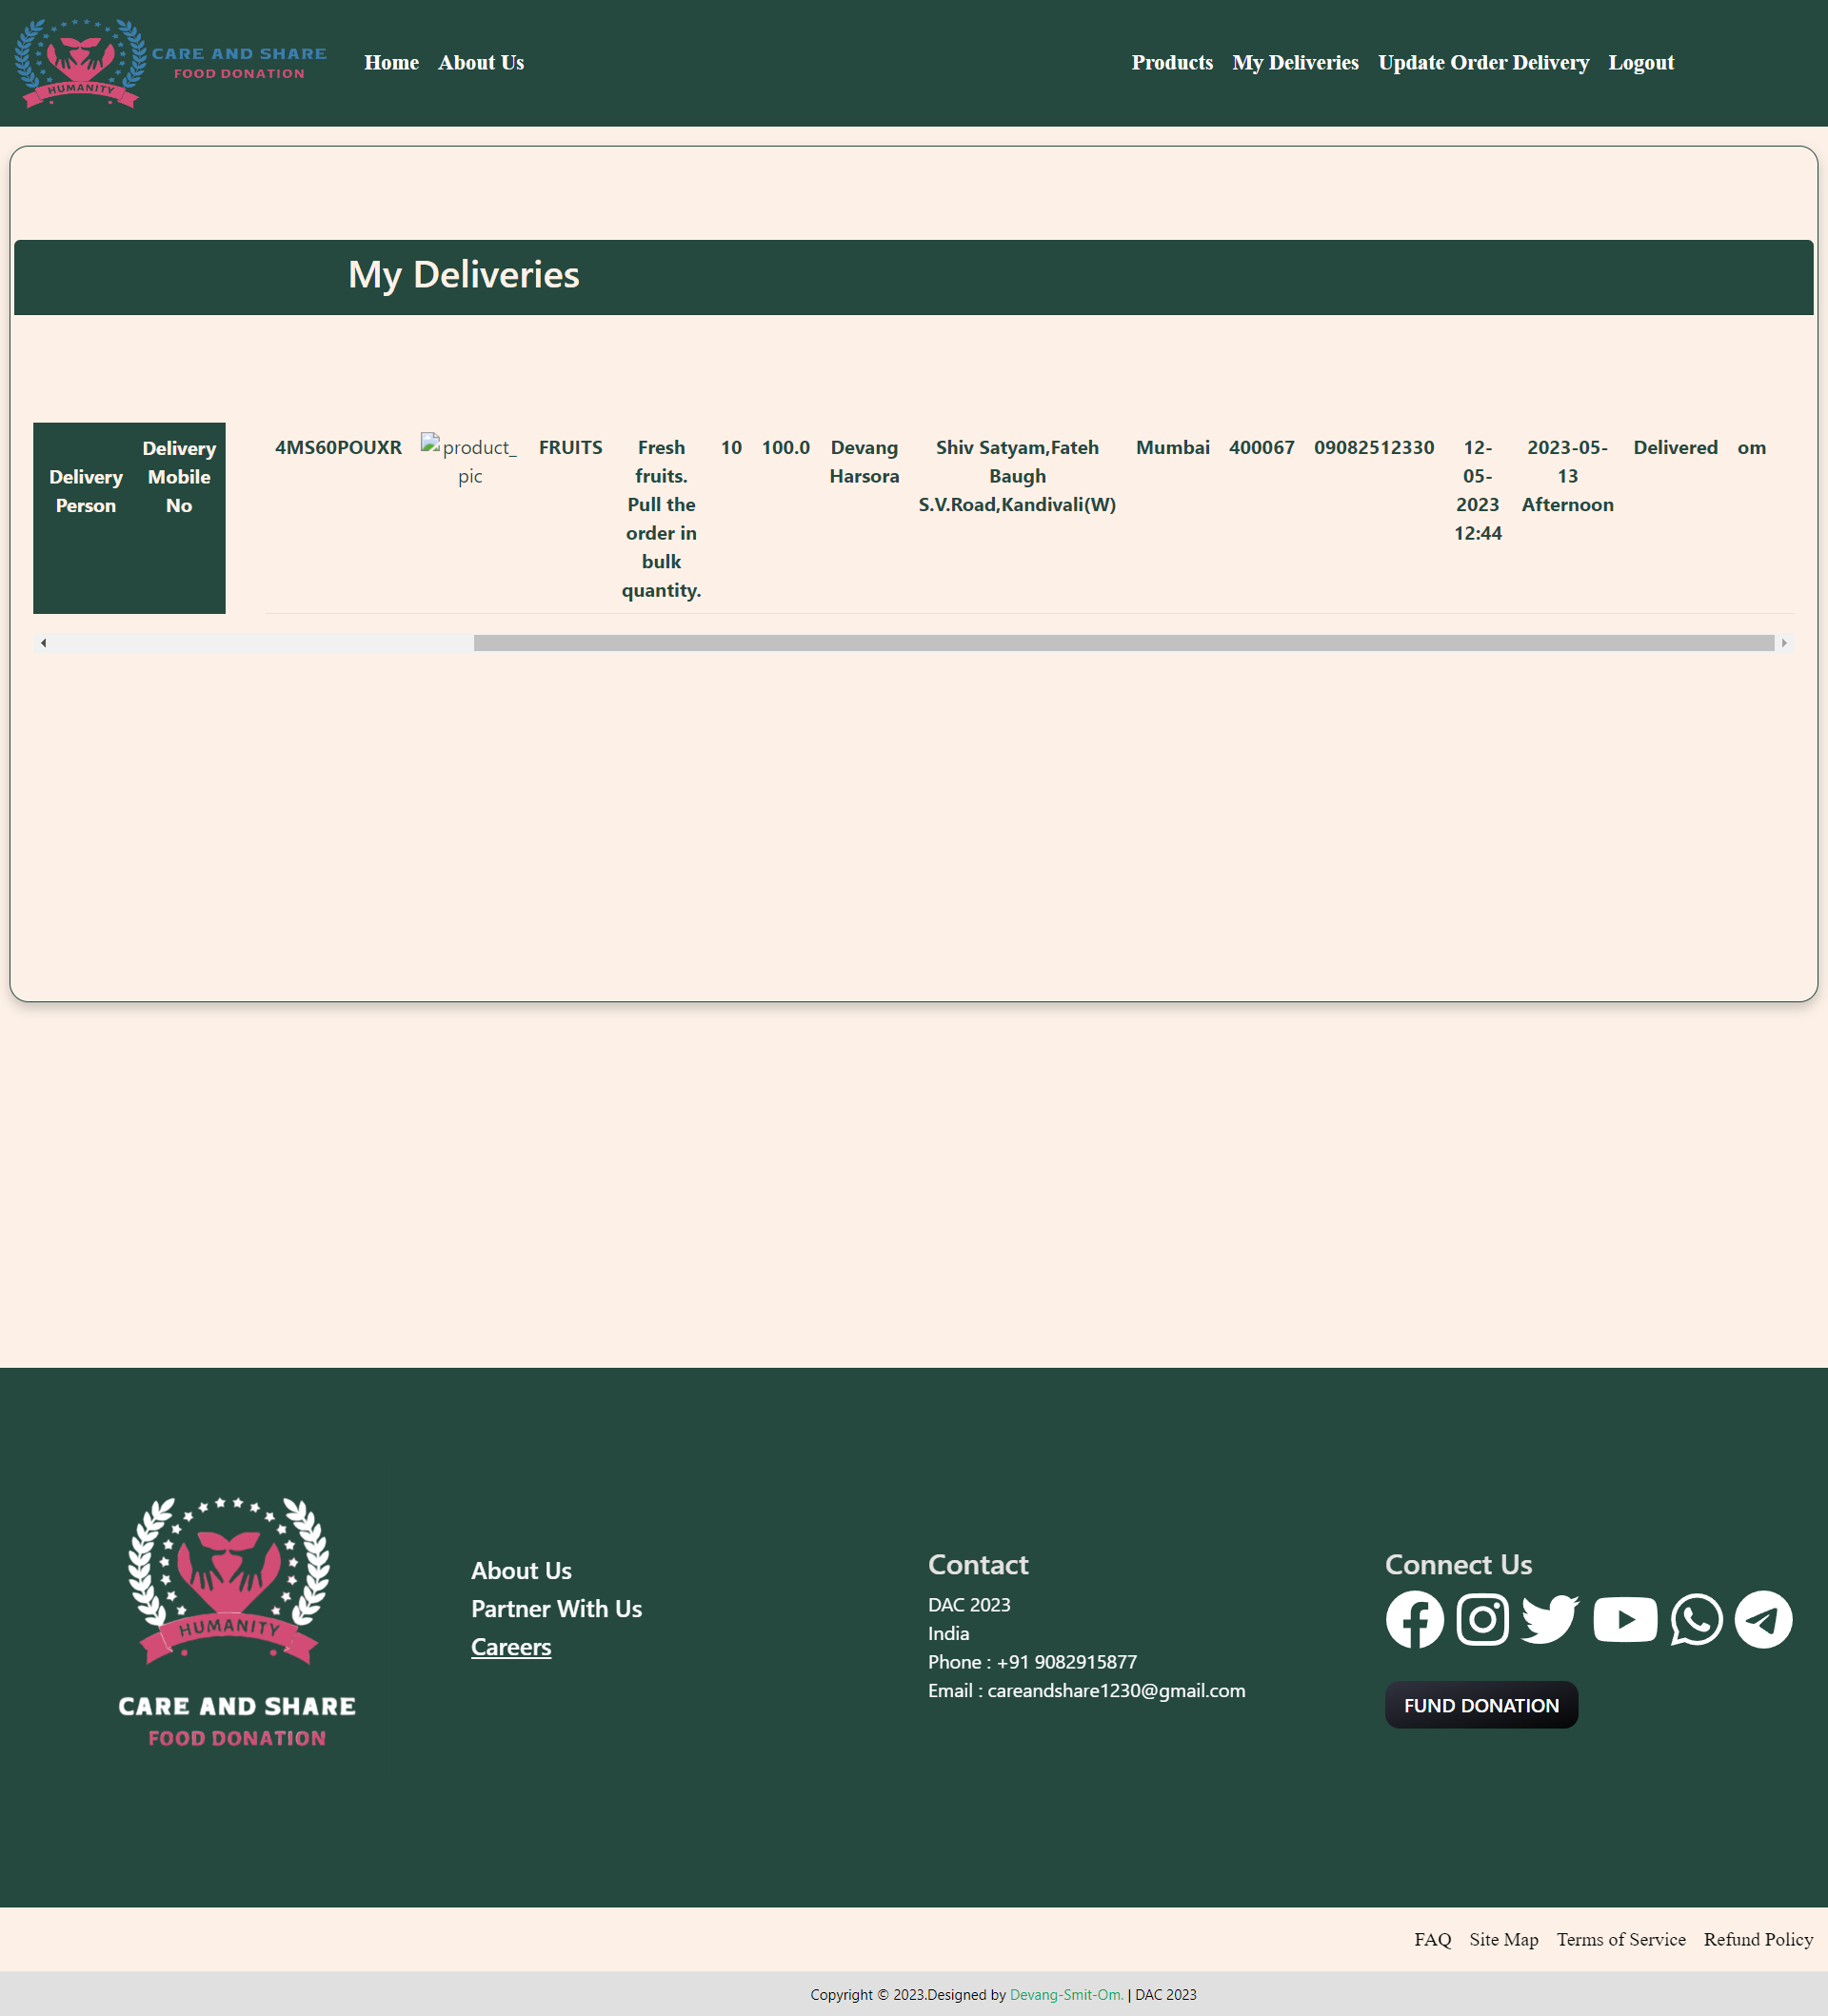 CARE AND SHARE
FOOD DONATION
HUMANITY
Home About Us Products My Deliveries Update Order Delivery Logout
My Deliveries
Delivery
Person
Delivery
Mobile
No
4MS60POUXR
product_
pic
FRUITS
Fresh
fruits.
Pull the
order in
bulk
quantity.
10
100.0
Devang
Harsora
Shiv Satyam,Fateh
Baugh
S.V.Road,Kandivali(W)
Mumbai
400067
09082512330
12-
05-
2023
12:44
2023-05-
13
Afternoon
Delivered
om
HUMANITY
CARE AND SHARE
FOOD DONATION
About Us
Partner With Us
Careers
Contact
DAC 2023
India
Phone : +91 9082915877
Email : careandshare1230@gmail.com
Connect Us
FUND DONATION
FAQ Site Map Terms of Service Refund Policy
Copyright © 2023.Designed by Devang-Smit-Om. | DAC 2023